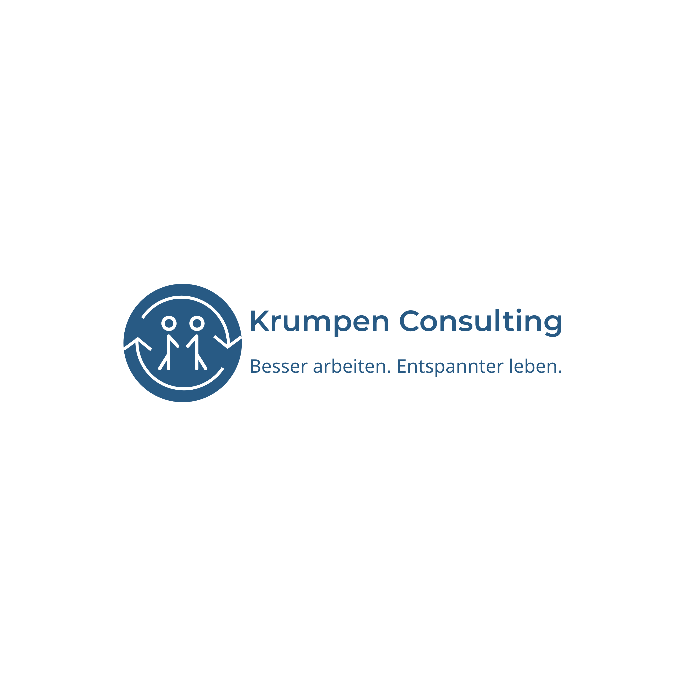 Krumpen Consulting
Besser arbeiten. Entspannter leben.